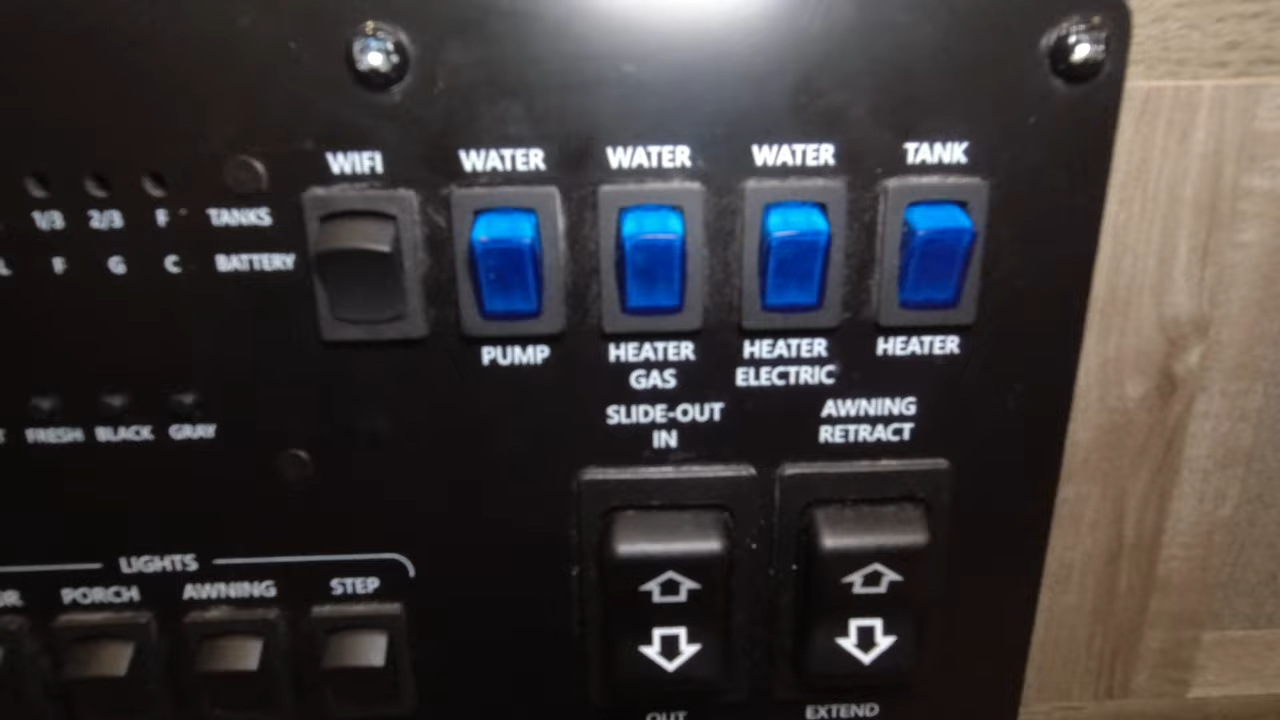 WIFI
WATER
WATER
WATER
TANK
1/3 2/3 F TANKS
F G C BATTERY
PUMP
HEATER
GAS
HEATER
ELECTRIC
HEATER
FRESH BLACK GRAY
SLIDE-OUT
IN
AWNING
RETRACT
LIGHTS
PORCH AWNING STEP
OUT
EXTEND